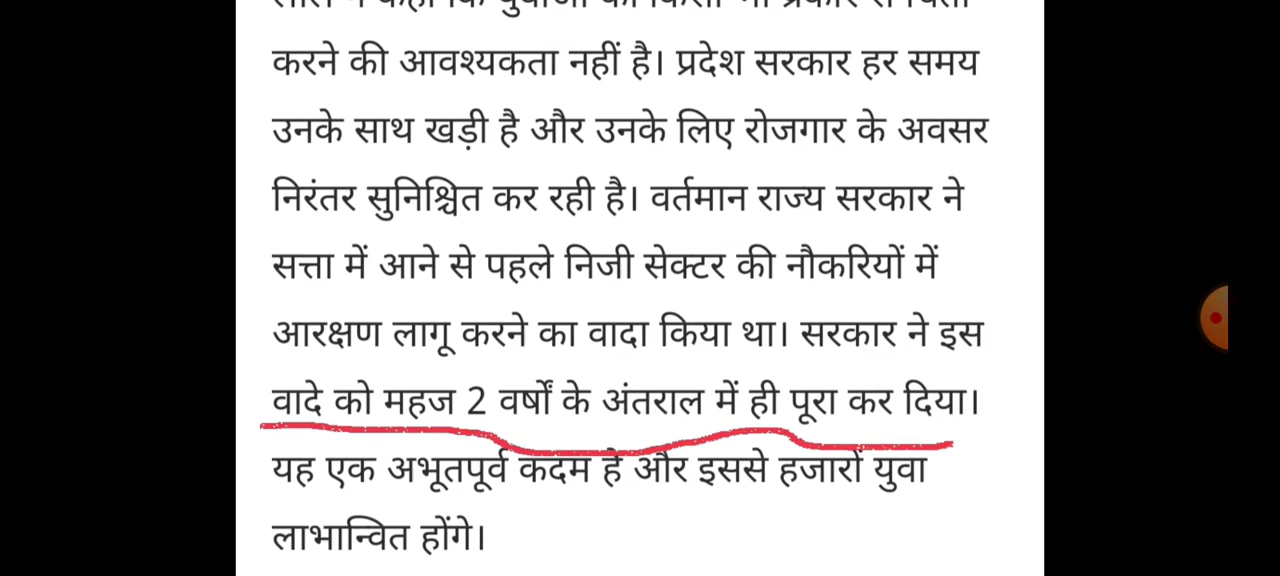 करने की आवश्यकता नहीं है। प्रदेश सरकार हर समय
उनके साथ खड़ी है और उनके लिए रोजगार के अवसर
निरंतर सुनिश्चित कर रही है। वर्तमान राज्य सरकार ने
सत्ता में आने से पहले निजी सेक्टर की नौकरियों में
आरक्षण लागू करने का वादा किया था। सरकार ने इस
वादे को महज 2 वर्षों के अंतराल में ही पूरा कर दिया।
यह एक अभूतपूर्व कदम है और इससे हजारों युवा
लाभान्वित होंगे।